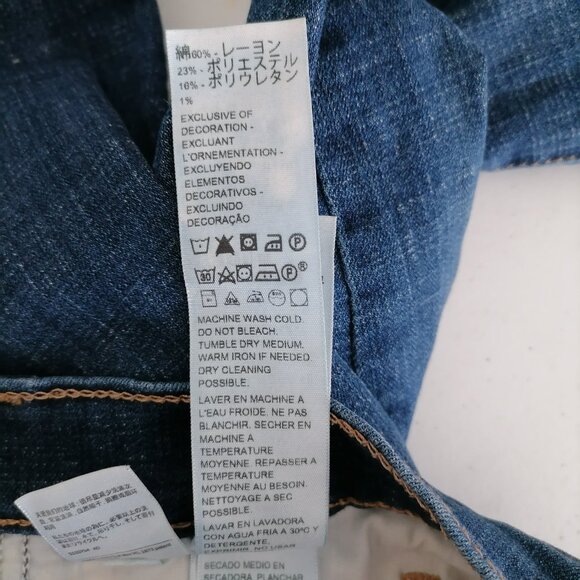 綿60% - レーヨン
23% - ポリエステル
16% - ポリウレタン
1%
EXCLUSIVE OF
DECORATION -
EXCLUANT
L'ORNEMENTATION -
EXCLUYENDO
ELEMENTOS
DECORATIVOS -
EXCLUINDO
DECORAÇÃO
MACHINE WASH COLD.
DO NOT BLEACH.
TUMBLE DRY MEDIUM.
WARM IRON IF NEEDED.
DRY CLEANING
POSSIBLE.
LAVER EN MACHINE A
L'EAU FROIDE. NE PAS
BLANCHIR. SECHER EN
MACHINE A
TEMPERATURE
MOYENNE. REPASSER A
TEMPERATURE
MOYENNE AU BESOIN.
NETTOYAGE A SEC
POSSIBLE.
LAVAR EN LAVADORA
CON AGUA FRIA A 30ºC Y
DETERGENTE.
EXPRIMIR. NO USAR
SECADO MEDIO EN
SECADORA. PLANCHAR